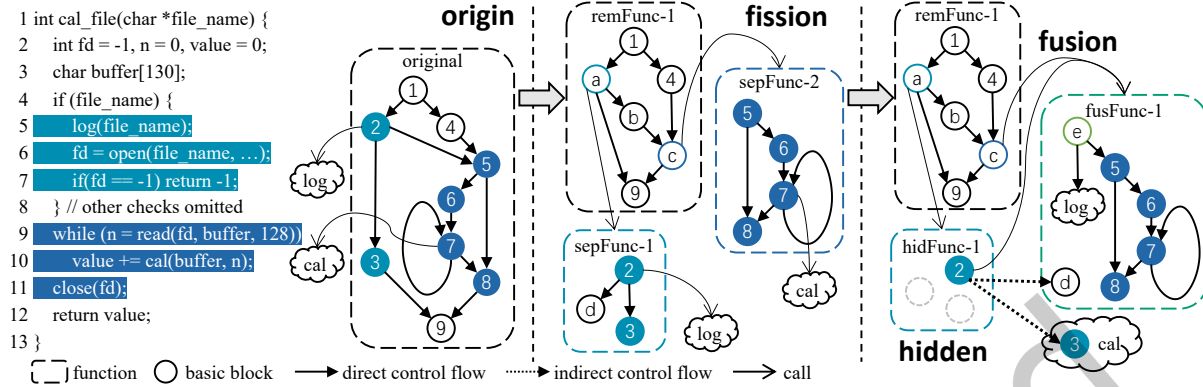 1 int cal_file(char *file_name) {
2 int fd = -1, n = 0, value = 0;
3 char buffer[130];
4 if (file_name) {
5 log(file_name);
6 fd = open(file_name, …);
7 if(fd == -1) return -1;
8 } // other checks omitted
9 while (n = read(fd, buffer, 128))
10 value += cal(buffer, n);
11 close(fd);
12 return value;
13 }
origin
original
1
2
4
5
log
6
7
cal
3
8
9
fission
remFunc-1
1
a
4
b
c
9
sepFunc-2
5
6
7
8
cal
sepFunc-1
2
d
3
log
fusion
remFunc-1
1
a
4
b
c
9
fusFunc-1
e
5
log
6
7
8
hidFunc-1
2
d
3
cal
hidden
function
basic block
direct control flow
indirect control flow
call